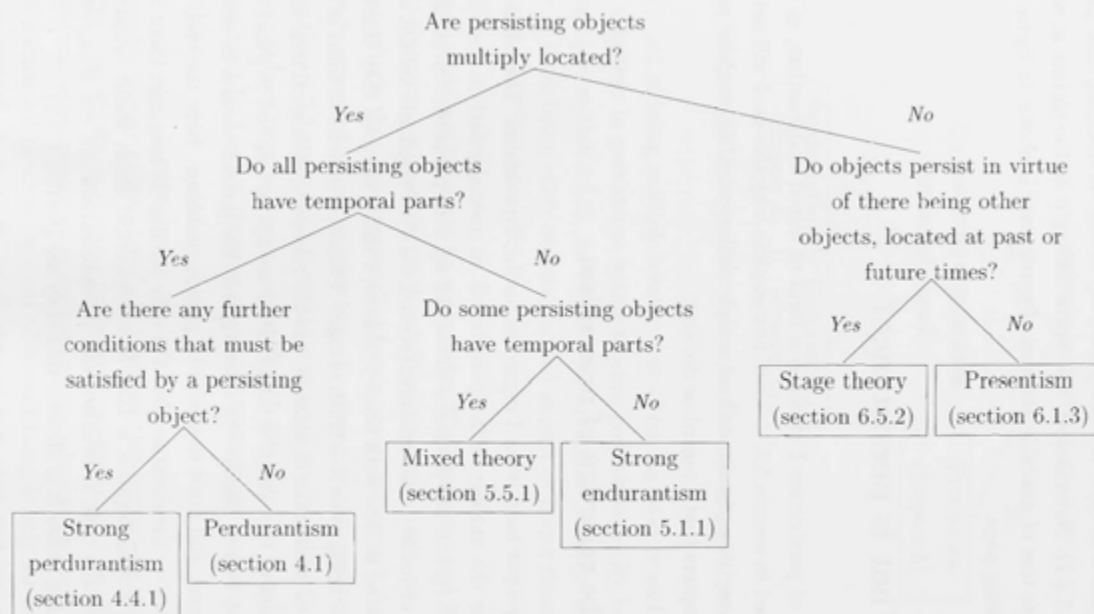 Are persisting objects
multiply located?
Yes
No
Do all persisting objects
have temporal parts?
Do objects persist in virtue
of there being other
objects, located at past or
future times?
Yes
No
Are there any further
conditions that must be
satisfied by a persisting
object?
Do some persisting objects
have temporal parts?
Yes
No
Stage theory
(section 6.5.2)
Presentism
(section 6.1.3)
Yes
No
Mixed theory
(section 5.5.1)
Strong
endurantism
(section 5.1.1)
Yes
No
Strong
perdurantism
(section 4.4.1)
Perdurantism
(section 4.1)